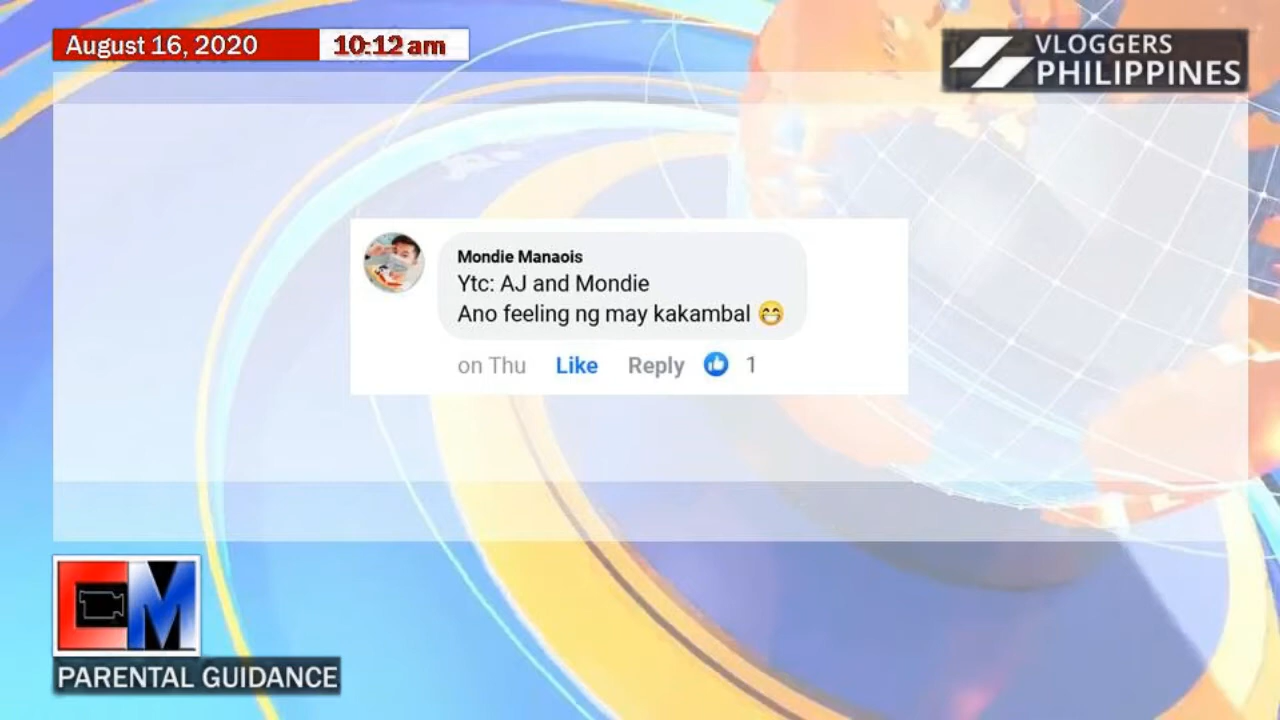 August 16, 2020 10:12 am
VLOGGERS
PHILIPPINES
Mondie Manaois
Ytc: AJ and Mondie
Ano feeling ng may kakambal 😁
on Thu Like Reply 1
CM
PARENTAL GUIDANCE